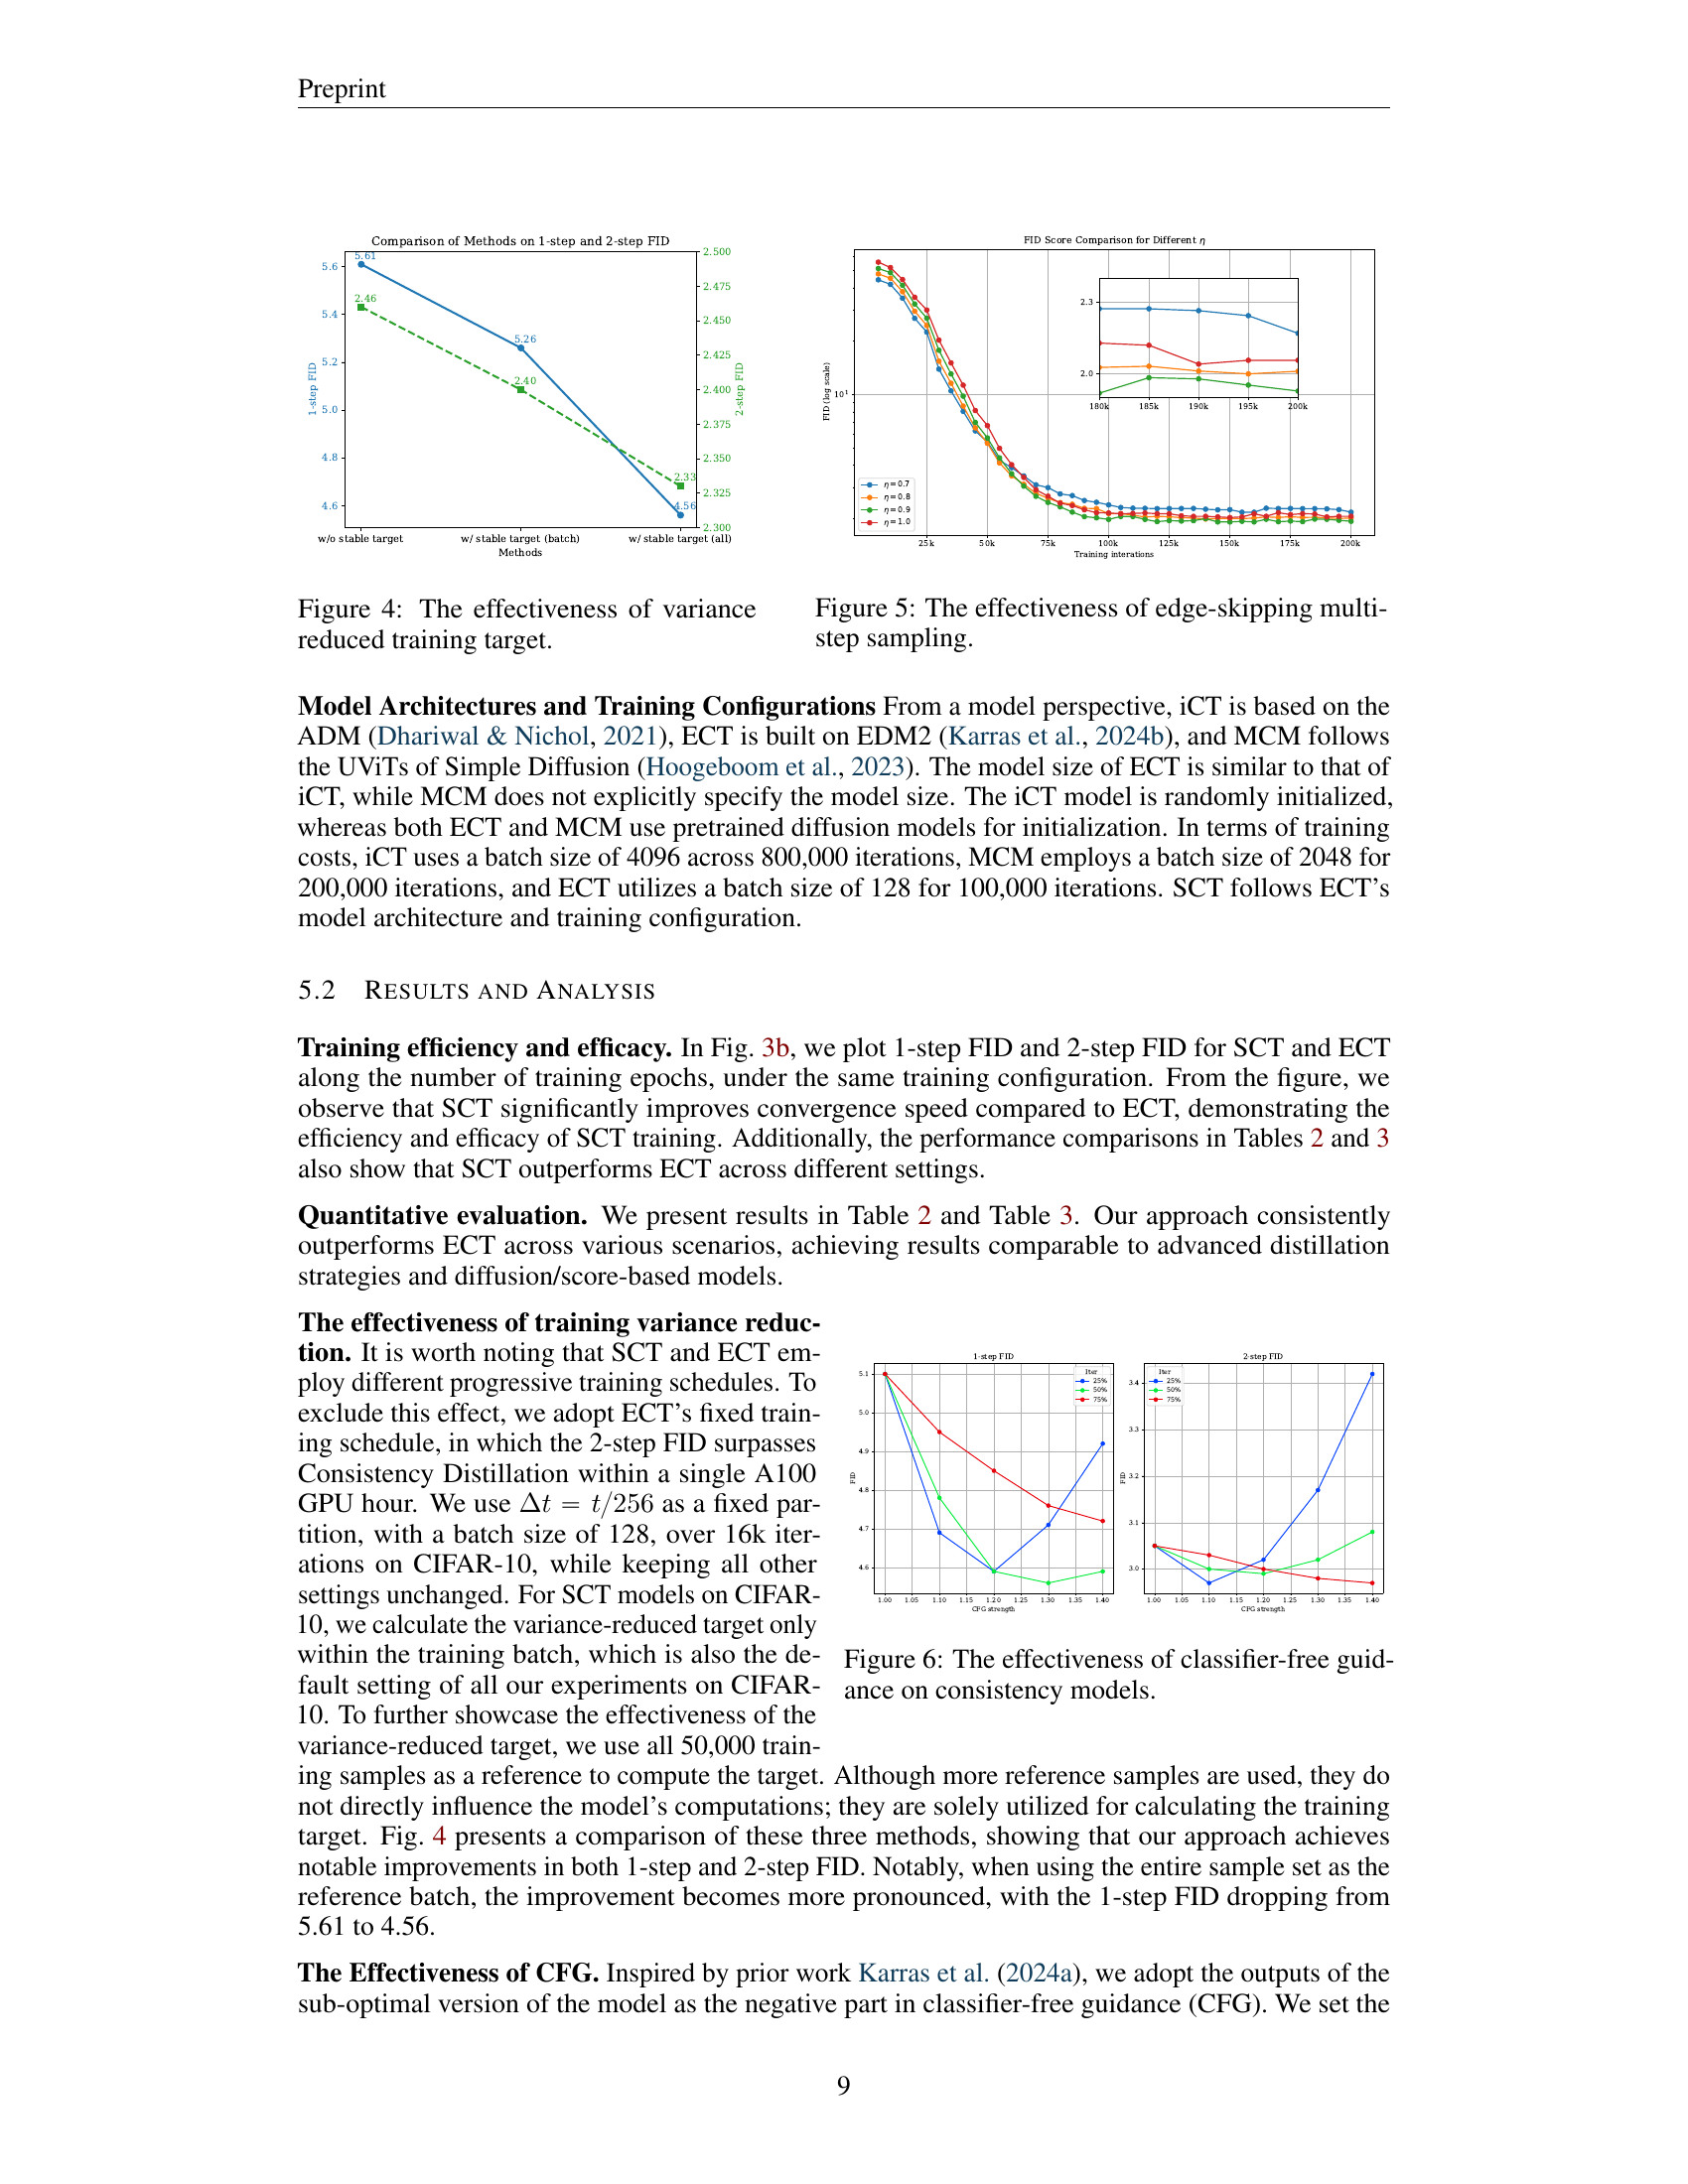 Preprint
Comparison of Methods on 1-step and 2-step FID
5.61
5.26
4.56
2.46
2.40
2.33
5.6
5.4
5.2
5.0
4.8
4.6
1-step FID
2.500
2.475
2.450
2.425
2.400
2.375
2.350
2.325
2.300
2-step FID
w/o stable target w/ stable target (batch) w/ stable target (all)
Methods
Figure 4: The effectiveness of variance
reduced training target.
FID Score Comparison for Different η
FID (log scale)
10¹
2.3
2.0
180k 185k 190k 195k 200k
η = 0.7
η = 0.8
η = 0.9
η = 1.0
25k 50k 75k 100k 125k 150k 175k 200k
Training interations
Figure 5: The effectiveness of edge-skipping multi-
step sampling.
Model Architectures and Training Configurations From a model perspective, iCT is based on the
ADM (Dhariwal & Nichol, 2021), ECT is built on EDM2 (Karras et al., 2024b), and MCM follows
the UViTs of Simple Diffusion (Hoogeboom et al., 2023). The model size of ECT is similar to that of
iCT, while MCM does not explicitly specify the model size. The iCT model is randomly initialized,
whereas both ECT and MCM use pretrained diffusion models for initialization. In terms of training
costs, iCT uses a batch size of 4096 across 800,000 iterations, MCM employs a batch size of 2048 for
200,000 iterations, and ECT utilizes a batch size of 128 for 100,000 iterations. SCT follows ECT's
model architecture and training configuration.
5.2 RESULTS AND ANALYSIS
Training efficiency and efficacy. In Fig. 3b, we plot 1-step FID and 2-step FID for SCT and ECT
along the number of training epochs, under the same training configuration. From the figure, we
observe that SCT significantly improves convergence speed compared to ECT, demonstrating the
efficiency and efficacy of SCT training. Additionally, the performance comparisons in Tables 2 and 3
also show that SCT outperforms ECT across different settings.
Quantitative evaluation. We present results in Table 2 and Table 3. Our approach consistently
outperforms ECT across various scenarios, achieving results comparable to advanced distillation
strategies and diffusion/score-based models.
The effectiveness of training variance reduc-
tion. It is worth noting that SCT and ECT em-
ploy different progressive training schedules. To
exclude this effect, we adopt ECT's fixed train-
ing schedule, in which the 2-step FID surpasses
Consistency Distillation within a single A100
GPU hour. We use Δt = t/256 as a fixed par-
tition, with a batch size of 128, over 16k iter-
ations on CIFAR-10, while keeping all other
settings unchanged. For SCT models on CIFAR-
10, we calculate the variance-reduced target only
within the training batch, which is also the de-
fault setting of all our experiments on CIFAR-
10. To further showcase the effectiveness of the
variance-reduced target, we use all 50,000 train-
ing samples as a reference to compute the target. Although more reference samples are used, they do
not directly influence the model's computations; they are solely utilized for calculating the training
target. Fig. 4 presents a comparison of these three methods, showing that our approach achieves
notable improvements in both 1-step and 2-step FID. Notably, when using the entire sample set as the
reference batch, the improvement becomes more pronounced, with the 1-step FID dropping from
5.61 to 4.56.
1-step FID
Iter
25%
50%
75%
5.1
5.0
4.9
4.8
4.7
4.6
FID
1.00 1.05 1.10 1.15 1.20 1.25 1.30 1.35 1.40
CFG strength
2-step FID
Iter
25%
50%
75%
3.4
3.3
3.2
3.1
3.0
FID
1.00 1.05 1.10 1.15 1.20 1.25 1.30 1.35 1.40
CFG strength
Figure 6: The effectiveness of classifier-free guid-
ance on consistency models.
The Effectiveness of CFG. Inspired by prior work Karras et al. (2024a), we adopt the outputs of the
sub-optimal version of the model as the negative part in classifier-free guidance (CFG). We set the
9